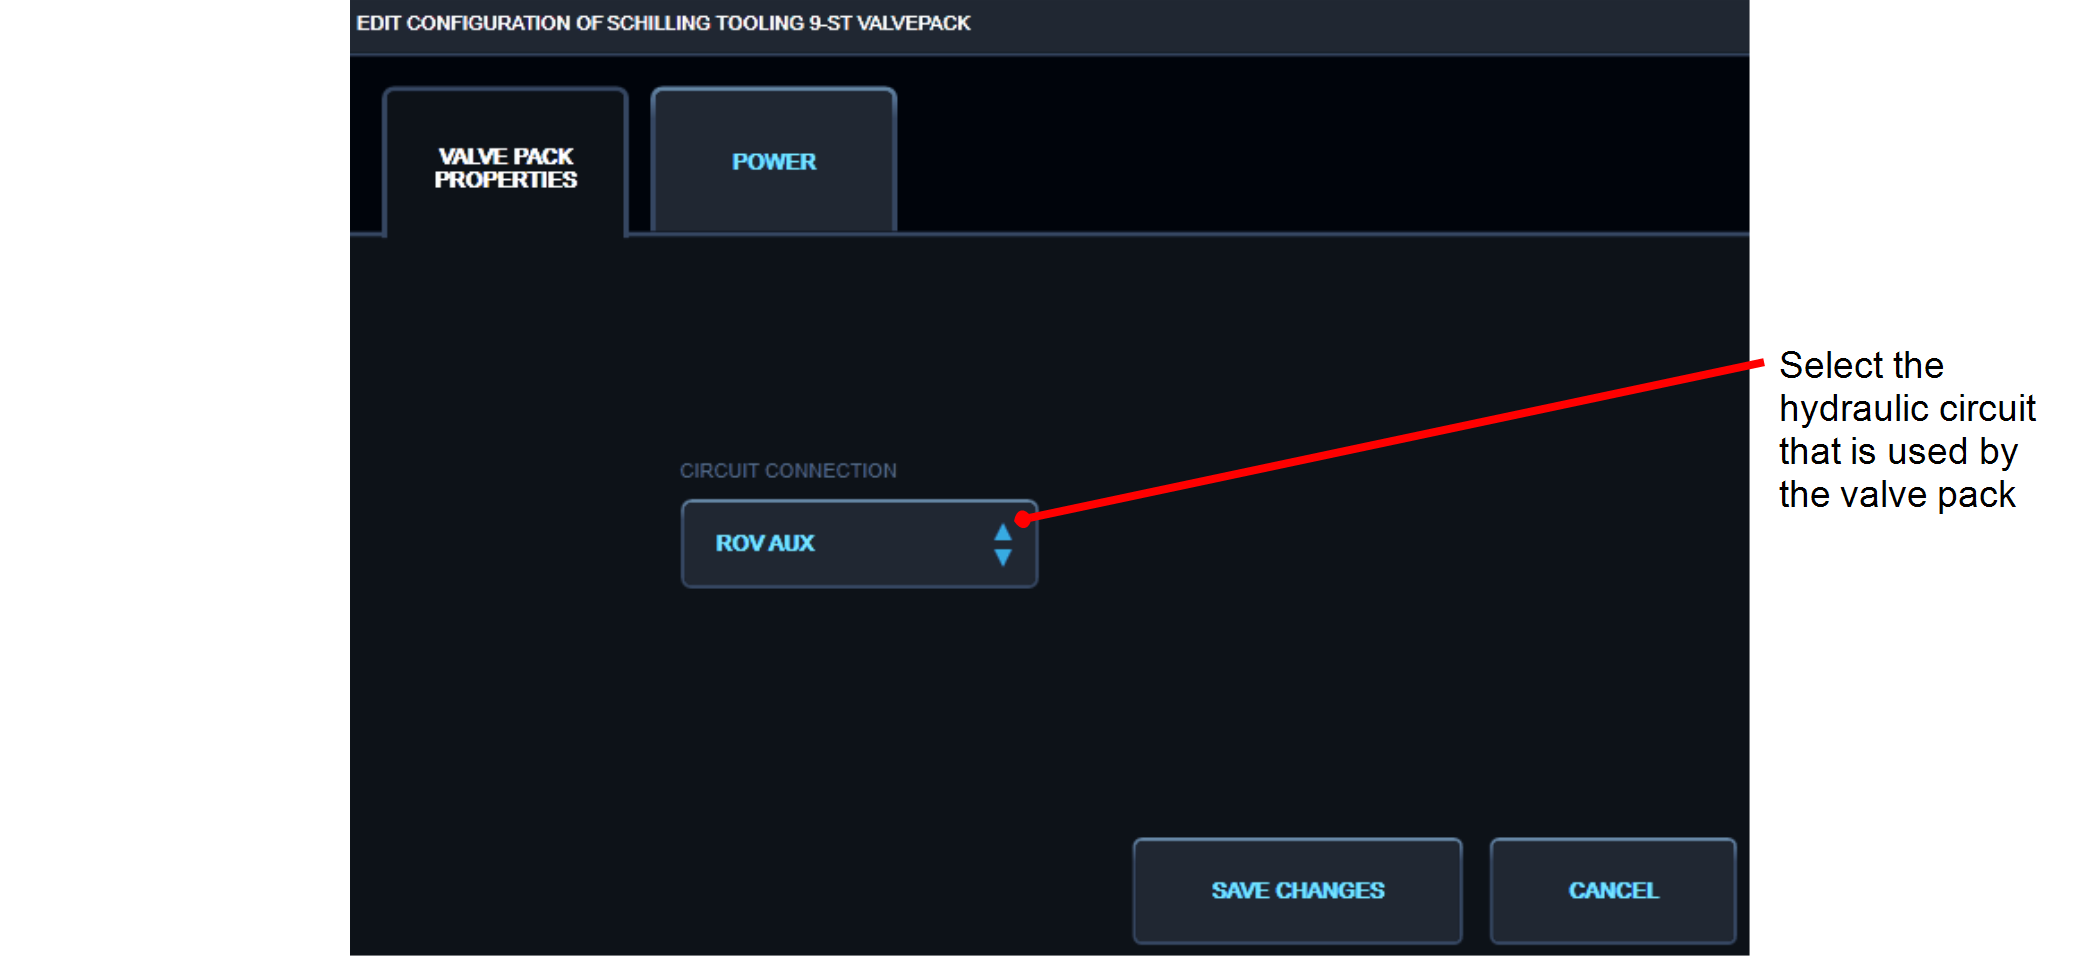 EDIT CONFIGURATION OF SCHILLING TOOLING 9-ST VALVEPACK
VALVE PACK
PROPERTIES
POWER
CIRCUIT CONNECTION
ROV AUX
Select the
hydraulic circuit
that is used by
the valve pack
SAVE CHANGES
CANCEL